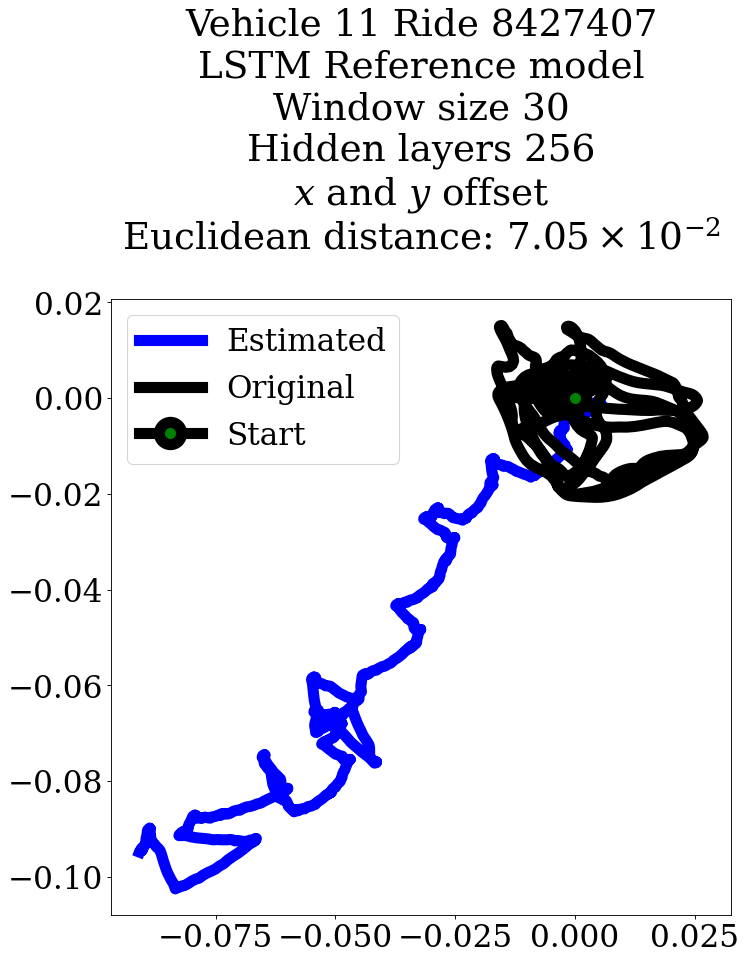 Vehicle 11 Ride 8427407
LSTM Reference model
Window size 30
Hidden layers 256
x and y offset
Euclidean distance: 7.05 × 10⁻²
Estimated
Original
Start
0.02
0.00
−0.02
−0.04
−0.06
−0.08
−0.10
−0.075 −0.050 −0.025 0.000 0.025